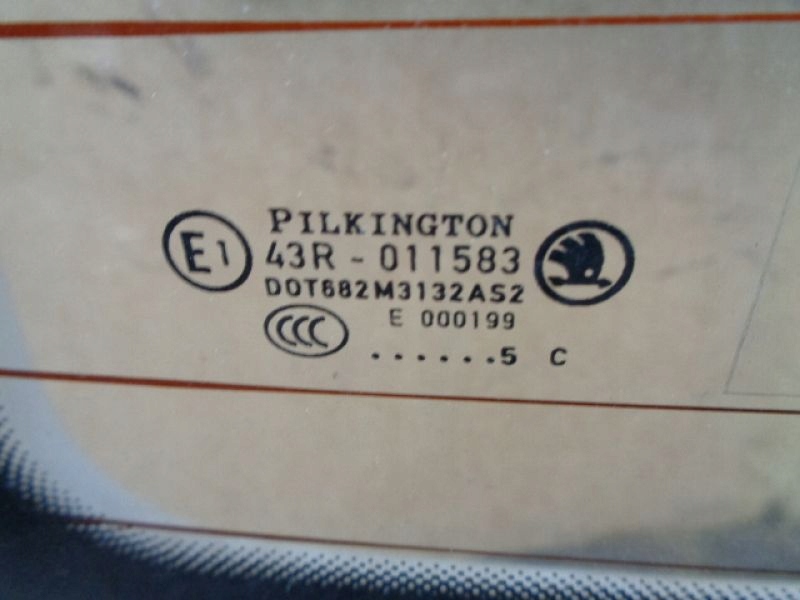 PILKINGTON
E1 43R - 011583
DOT682M3132AS2
CCC E 000199
......5 C